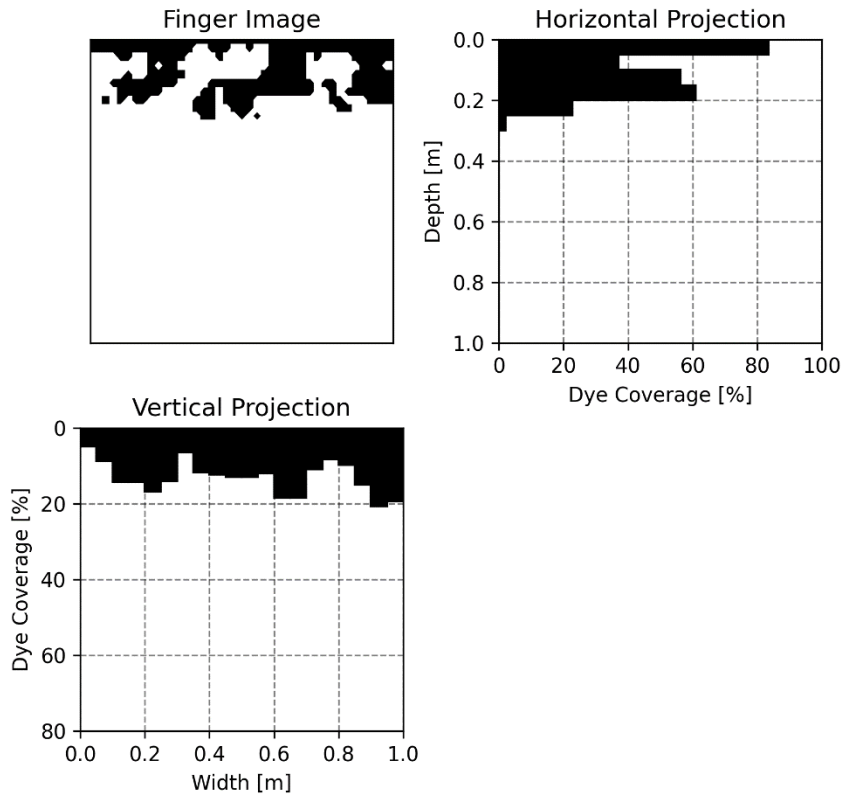 Finger Image
Horizontal Projection
0.0
0.2
0.4
0.6
0.8
1.0
Depth [m]
0 20 40 60 80 100
Dye Coverage [%]
Vertical Projection
0
20
40
60
80
Dye Coverage [%]
0.0 0.2 0.4 0.6 0.8 1.0
Width [m]